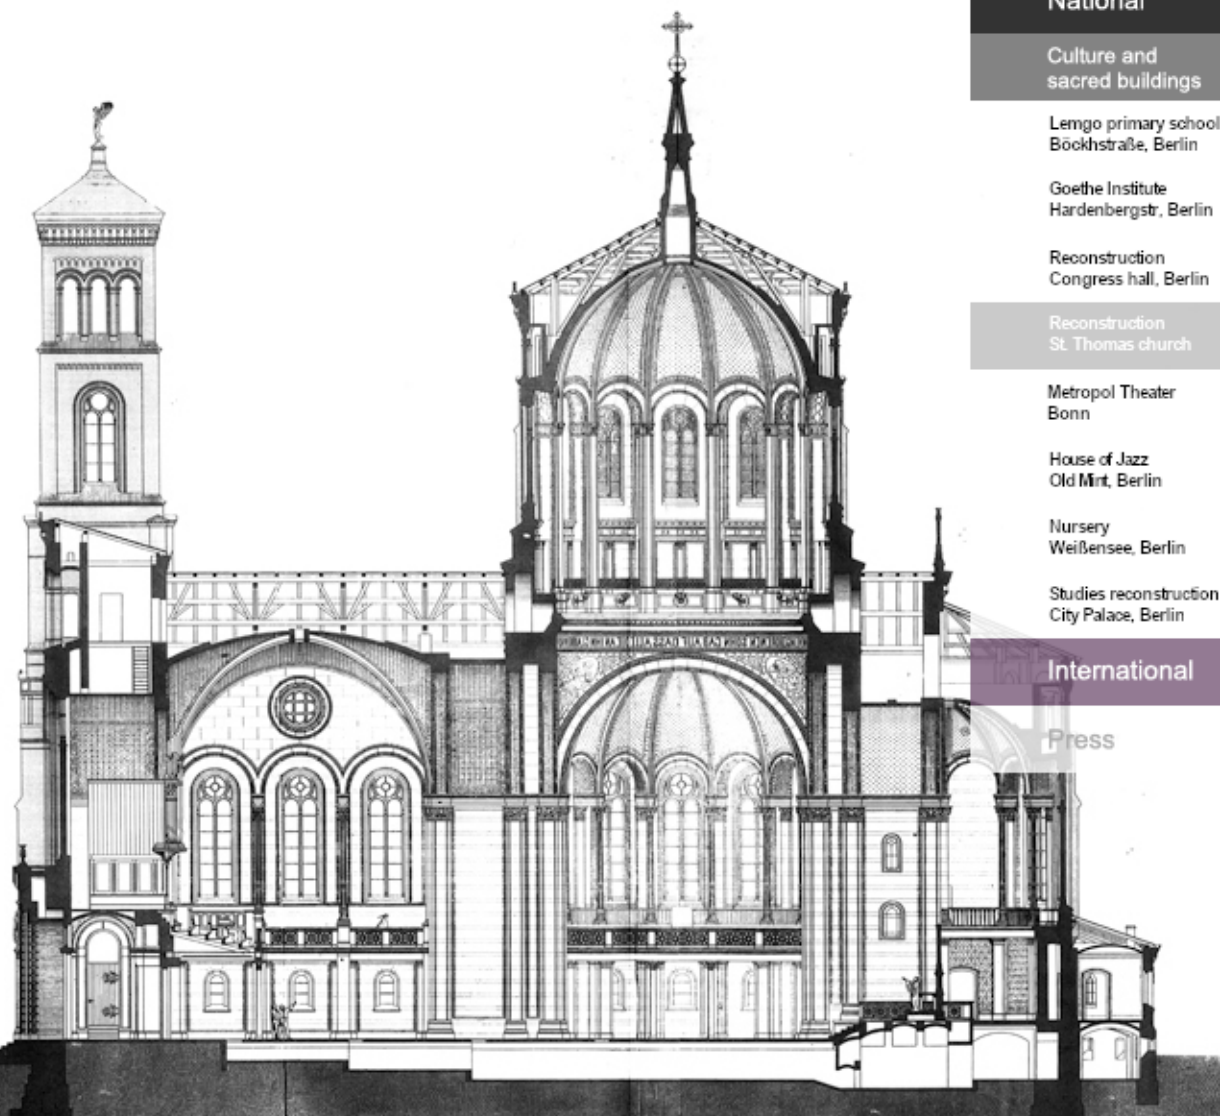 National
Culture and
sacred buildings
Lemgo primary school
Böckhstraße, Berlin
Goethe Institute
Hardenbergstr, Berlin
Reconstruction
Congress hall, Berlin
Reconstruction
St. Thomas church
Metropol Theater
Bonn
House of Jazz
Old Mint, Berlin
Nursery
Weißensee, Berlin
Studies reconstruction
City Palace, Berlin
International
Press